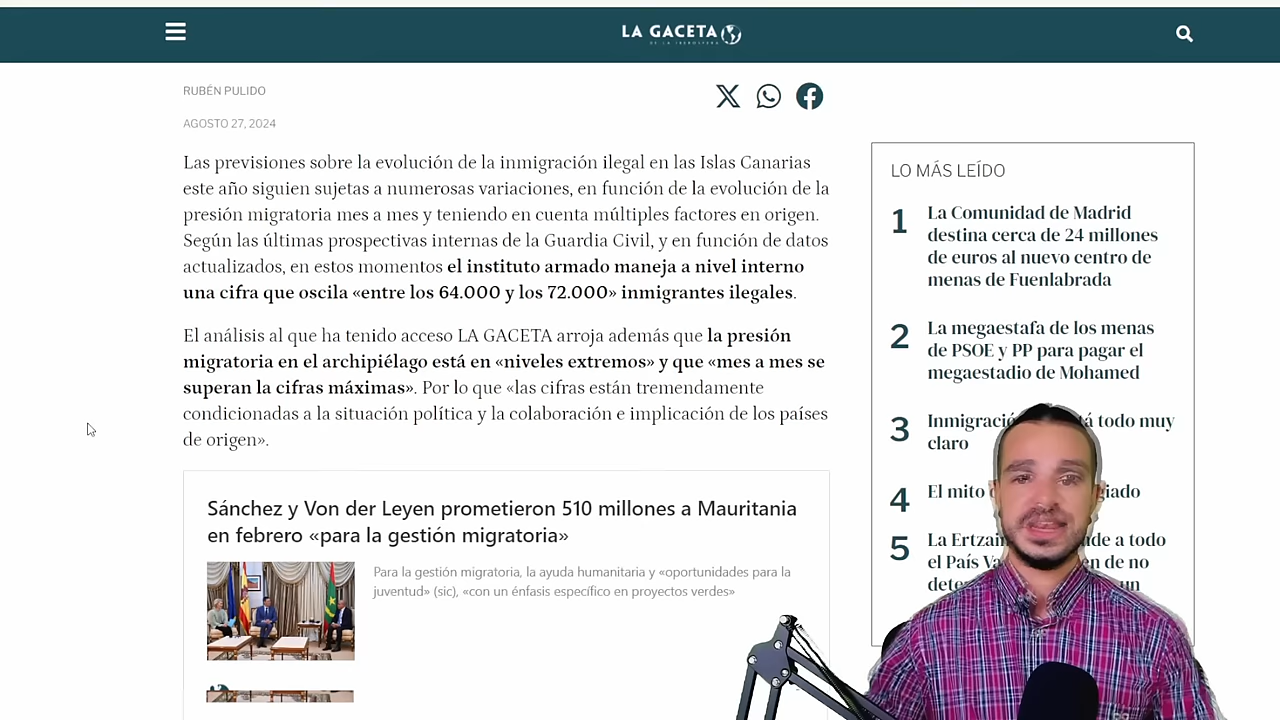 LA GACETA
DE LA IBEROSFERA
RUBÉN PULIDO
AGOSTO 27, 2024
Las previsiones sobre la evolución de la inmigración ilegal en las Islas Canarias
este año siguien sujetas a numerosas variaciones, en función de la evolución de la
presión migratoria mes a mes y teniendo en cuenta múltiples factores en origen.
Según las últimas prospectivas internas de la Guardia Civil, y en función de datos
actualizados, en estos momentos el instituto armado maneja a nivel interno
una cifra que oscila «entre los 64.000 y los 72.000» inmigrantes ilegales.
El análisis al que ha tenido acceso LA GACETA arroja además que la presión
migratoria en el archipiélago está en «niveles extremos» y que «mes a mes se
superan la cifras máximas». Por lo que «las cifras están tremendamente
condicionadas a la situación política y la colaboración e implicación de los países
de origen».
Sánchez y Von der Leyen prometieron 510 millones a Mauritania
en febrero «para la gestión migratoria»
Para la gestión migratoria, la ayuda humanitaria y «oportunidades para la
juventud» (sic), «con un énfasis específico en proyectos verdes»
LO MÁS LEÍDO
1
La Comunidad de Madrid
destina cerca de 24 millones
de euros al nuevo centro de
menas de Fuenlabrada
2
La megaestafa de los menas
de PSOE y PP para pagar el
megaestadio de Mohamed
3
todo muy
claro
4
El mito
5
La
a todo
el País
de no
un